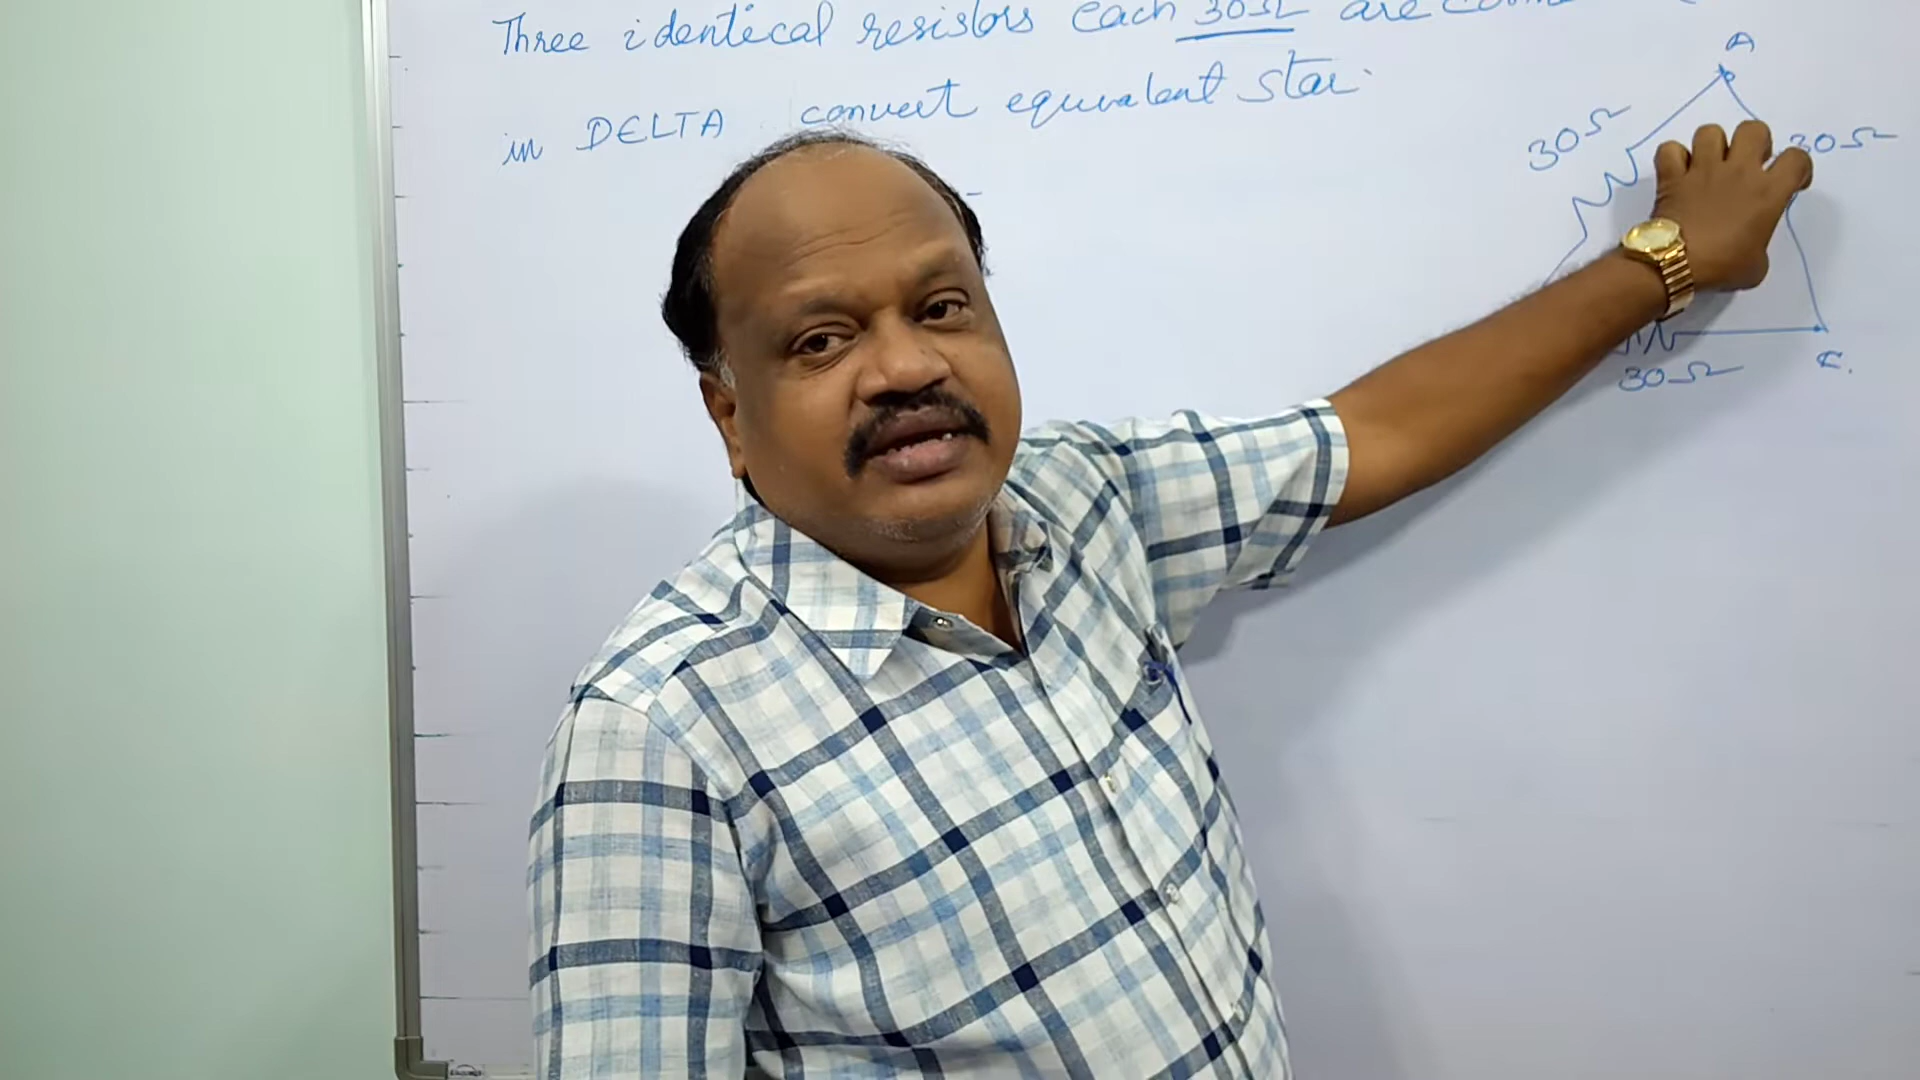 Three identical resistors each 30Ω are
in DELTA convert equivalent star.
A
30Ω
30Ω
30Ω
C.